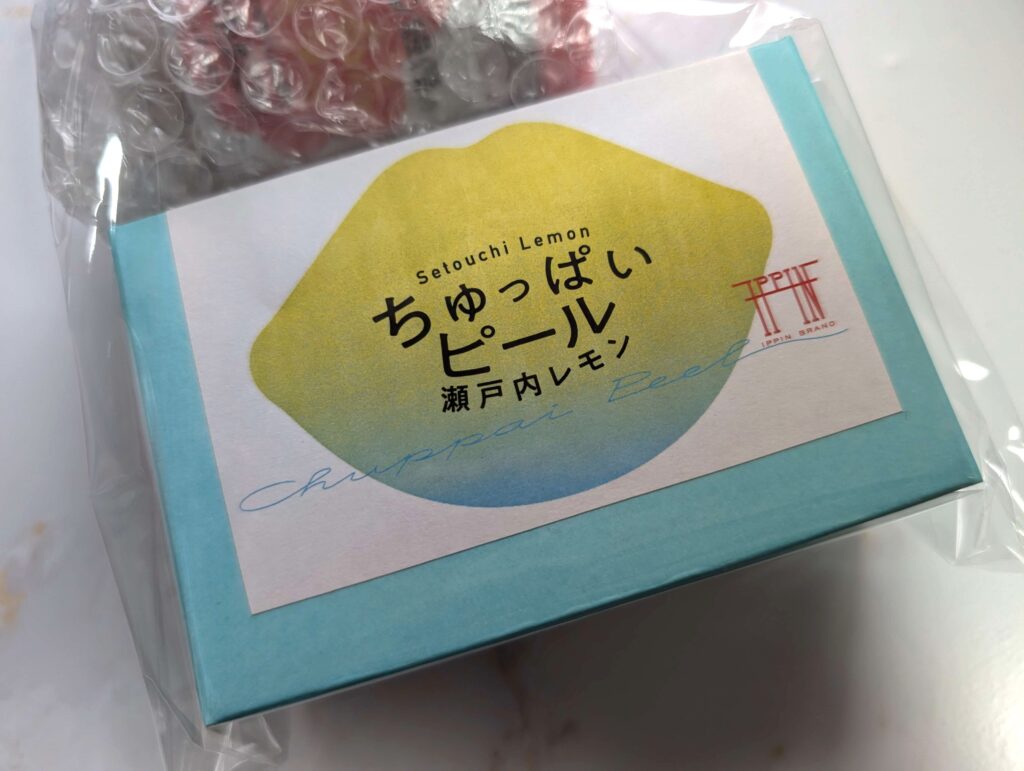 Setouchi Lemon
ちゅっぱい
ピール
瀬戸内レモン
Chuppai Peel
IPPIN
IPPIN BRAND